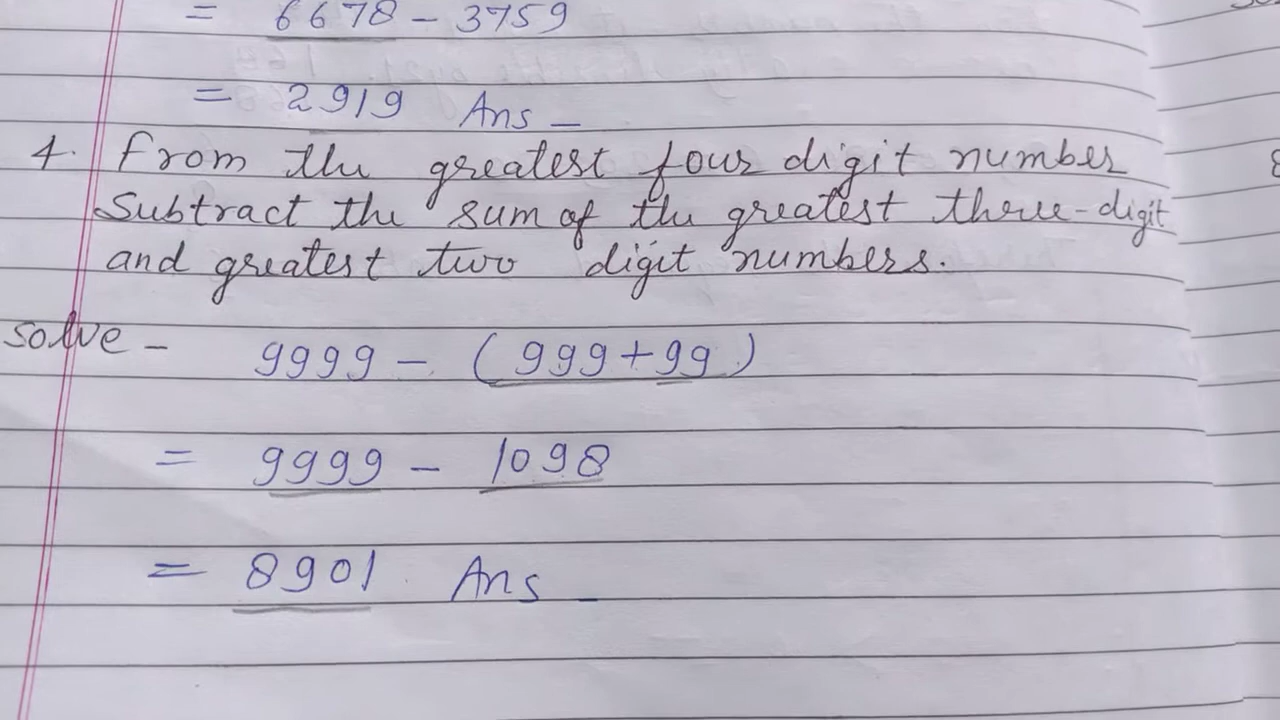 = 6678 - 3759
= 2919 Ans -
4. From the greatest four digit number
Subtract the sum of the greatest three-digit
and greatest two digit numbers.
solve - 9999 - (999+99)
= 9999 - 1098
= 8901 Ans -